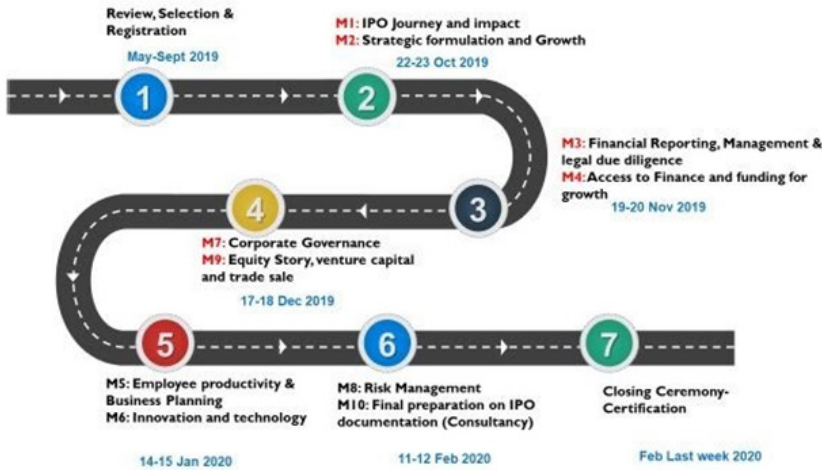 Review, Selection &
Registration
May-Sept 2019
M1: IPO Journey and impact
M2: Strategic formulation and Growth
22-23 Oct 2019
1
2
M3: Financial Reporting, Management &
legal due diligence
M4: Access to Finance and funding for
growth
19-20 Nov 2019
3
4
M7: Corporate Governance
M9: Equity Story, venture capital
and trade sale
17-18 Dec 2019
5
6
7
M5: Employee productivity &
Business Planning
M6: Innovation and technology
14-15 Jan 2020
M8: Risk Management
M10: Final preparation on IPO
documentation (Consultancy)
11-12 Feb 2020
Closing Ceremony-
Certification
Feb Last week 2020